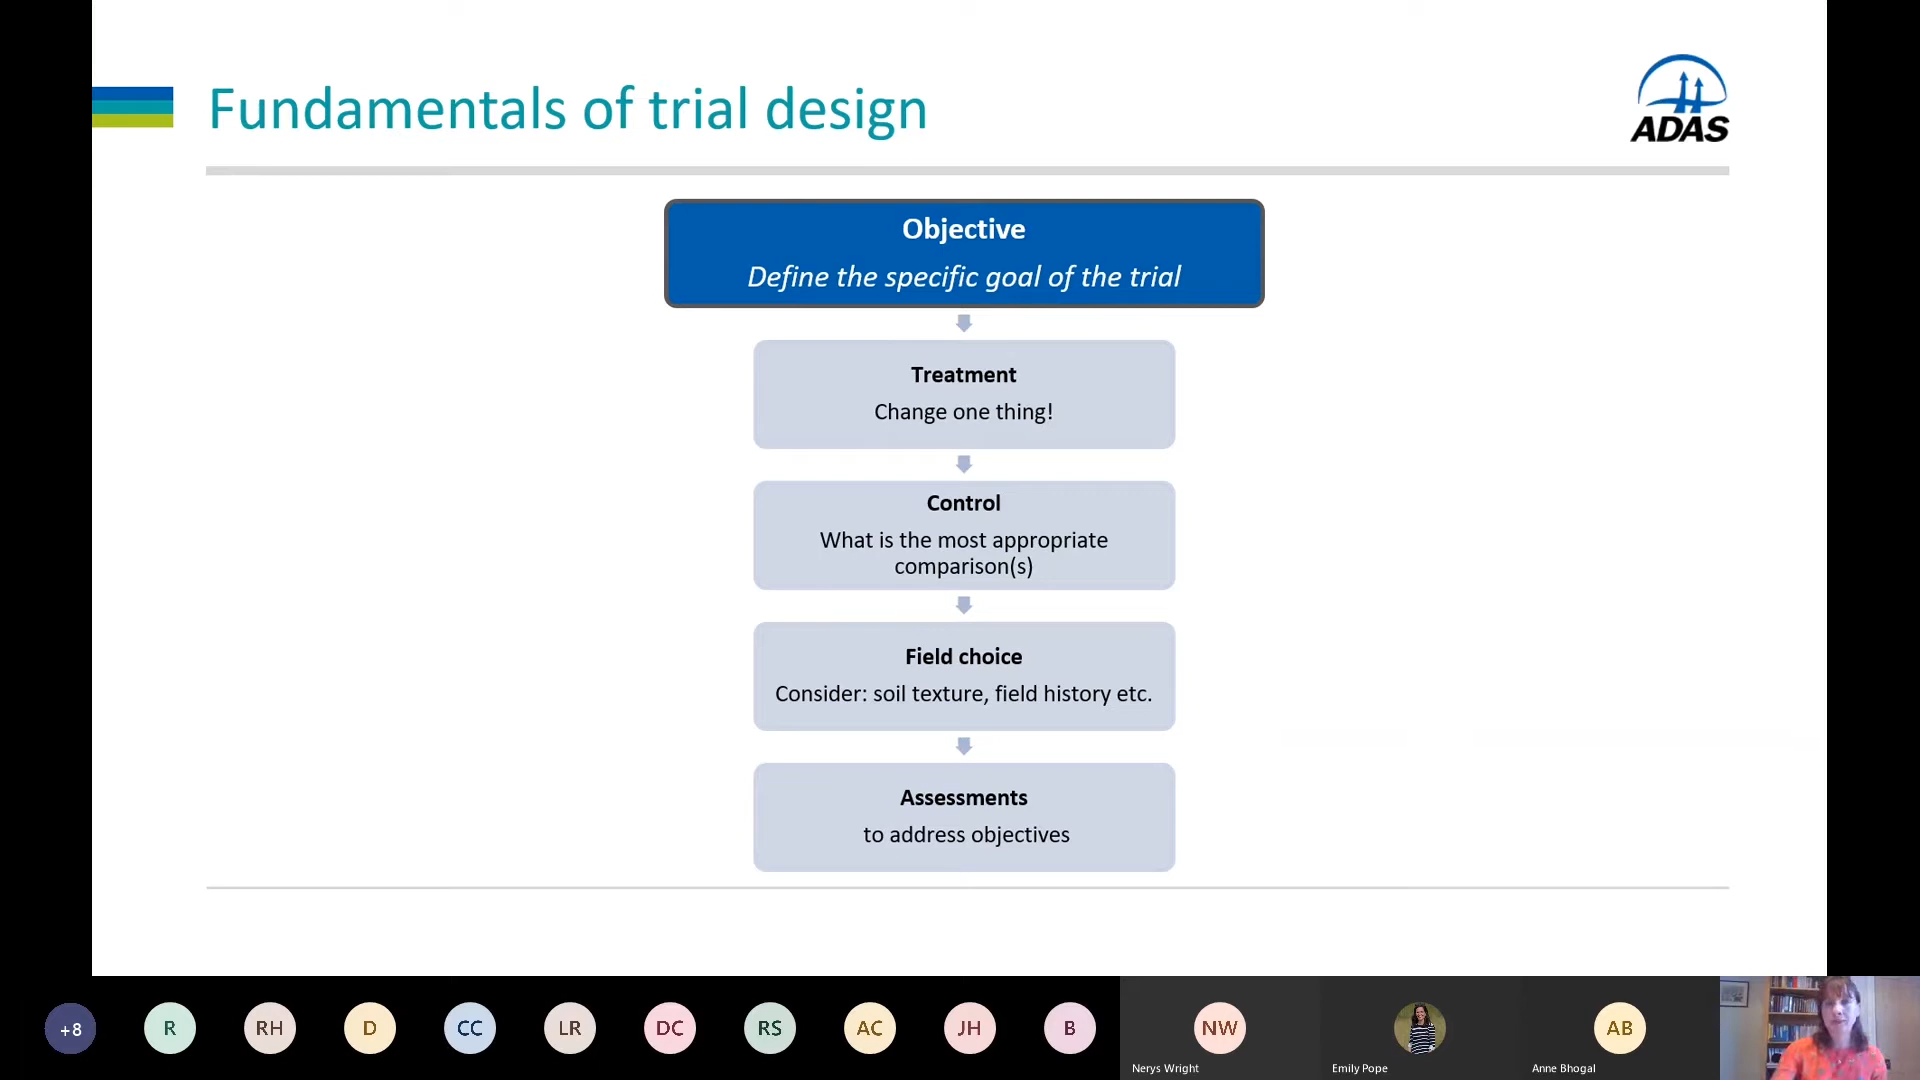 Fundamentals of trial design
ADAS
Objective
Define the specific goal of the trial
Treatment
Change one thing!
Control
What is the most appropriate
comparison(s)
Field choice
Consider: soil texture, field history etc.
Assessments
to address objectives
+8
R
RH
D
CC
LR
DC
RS
AC
JH
B
NW
AB
Nerys Wright
Emily Pope
Anne Bhogal